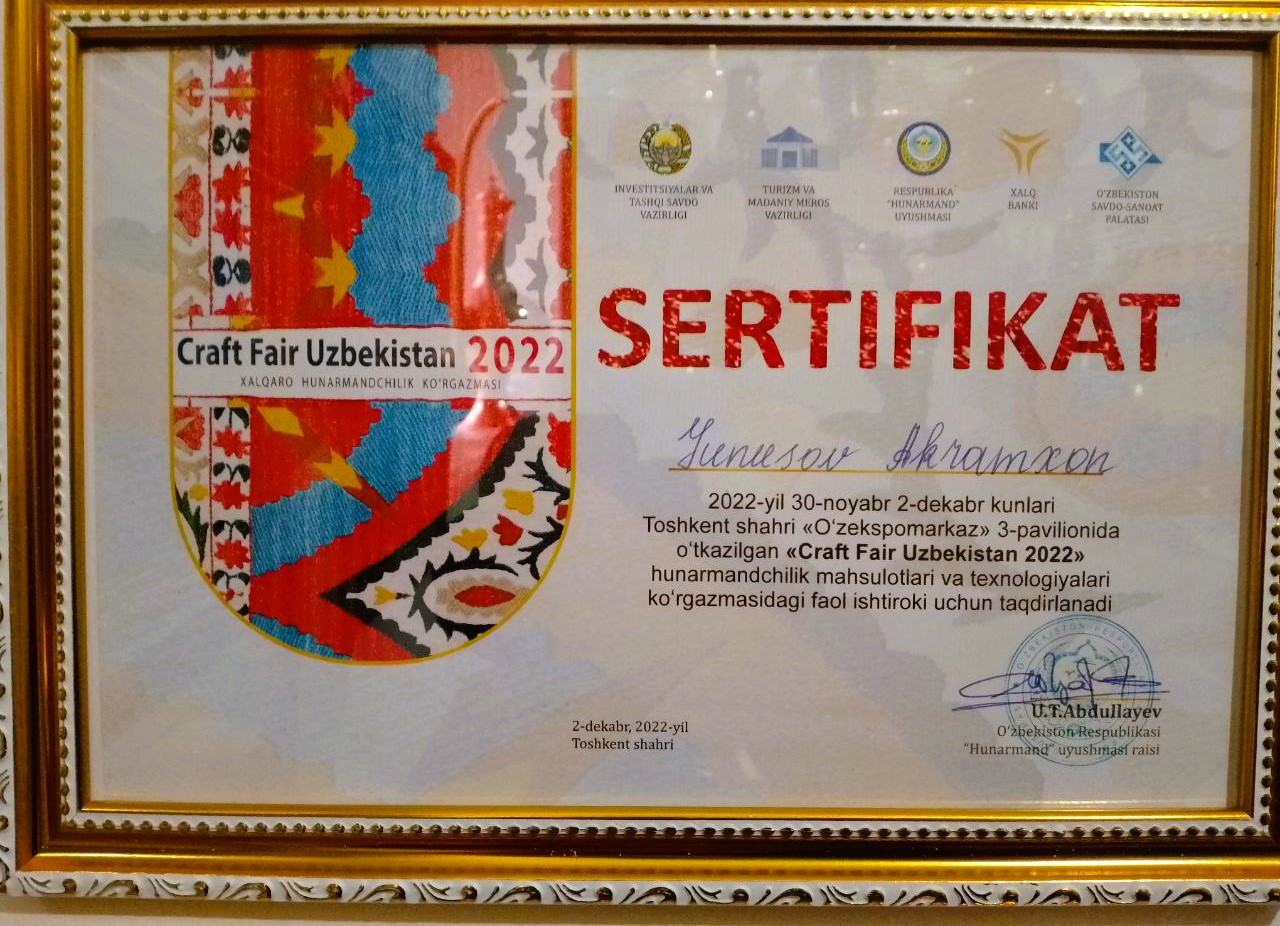 INVESTITSIYALAR VA
TASHQI SAVDO
VAZIRLIGI
TURIZM VA
MADANIY MEROS
VAZIRLIGI
RESPUBLIKA
“HUNARMAND”
UYUSHMASI
XALQ
BANKI
O‘ZBEKISTON
SAVDO-SANOAT
PALATASI
SERTIFIKAT
Craft Fair Uzbekistan 2022
XALQARO HUNARMANDCHILIK KO‘RGAZMASI
Yunusov Akramxon
2022-yil 30-noyabr 2-dekabr kunlari
Toshkent shahri «O‘zekspomarkaz» 3-pavilionida
o‘tkazilgan «Craft Fair Uzbekistan 2022»
hunarmandchilik mahsulotlari va texnologiyalari
ko‘rgazmasidagi faol ishtiroki uchun taqdirlanadi
U.T.Abdullayev
O‘zbekiston Respublikasi
“Hunarmand” uyushmasi raisi
2-dekabr, 2022-yil
Toshkent shahri